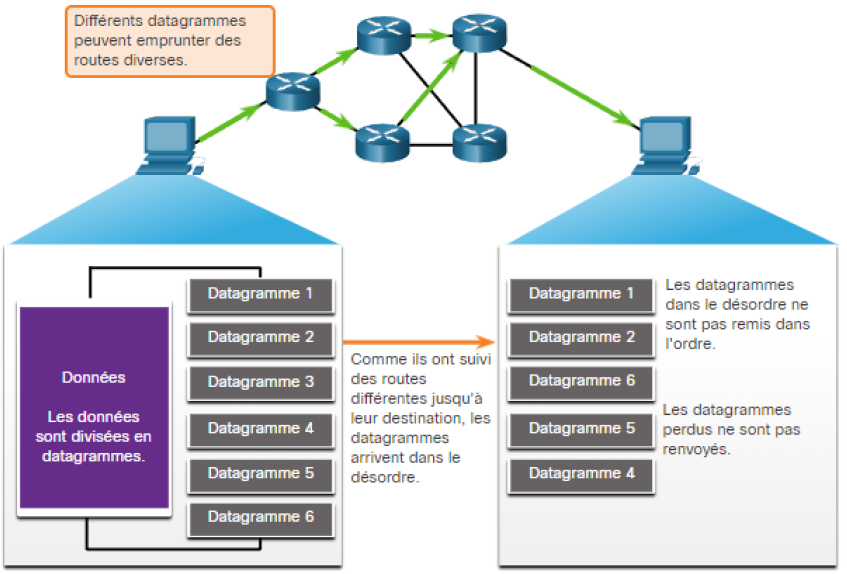 Différents datagrammes
peuvent emprunter des
routes diverses.
Données
Les données
sont divisées en
datagrammes.
Datagramme 1
Datagramme 2
Datagramme 3
Datagramme 4
Datagramme 5
Datagramme 6
Comme ils ont suivi
des routes
différentes jusqu'à
leur destination, les
datagrammes
arrivent dans le
désordre.
Datagramme 1
Datagramme 2
Datagramme 6
Datagramme 5
Datagramme 4
Les datagrammes
dans le désordre ne
sont pas remis dans
l'ordre.
Les datagrammes
perdus ne sont pas
renvoyés.